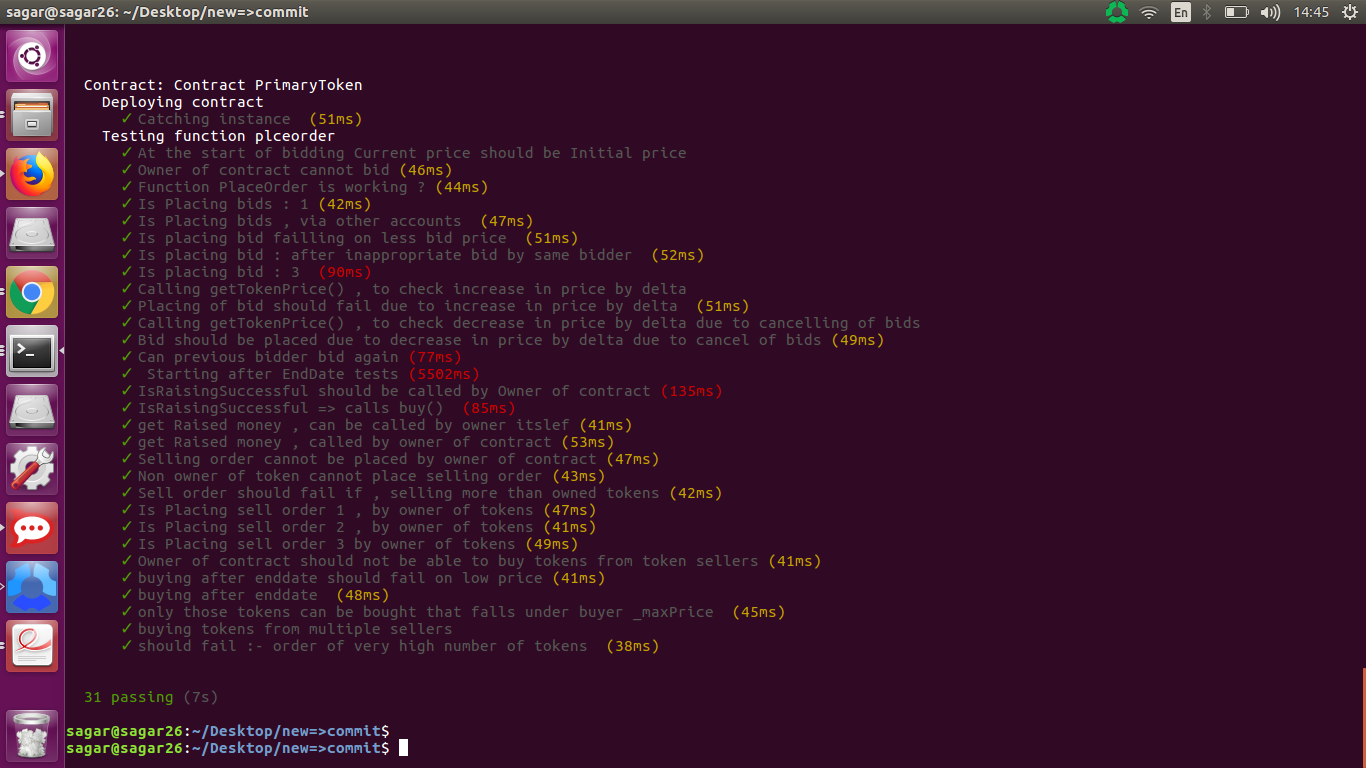 sagar@sagar26: ~/Desktop/new=>commit
En
14:45
Contract: Contract PrimaryToken
Deploying contract
✓ Catching instance (51ms)
Testing function plceorder
✓ At the start of bidding Current price should be Initial price
✓ Owner of contract cannot bid (46ms)
✓ Function PlaceOrder is working ? (44ms)
✓ Is Placing bids : 1 (42ms)
✓ Is Placing bids , via other accounts (47ms)
✓ Is placing bid failling on less bid price (51ms)
✓ Is placing bid : after inappropriate bid by same bidder (52ms)
✓ Is placing bid : 3 (90ms)
✓ Calling getTokenPrice() , to check increase in price by delta
✓ Placing of bid should fail due to increase in price by delta (51ms)
✓ Calling getTokenPrice() , to check decrease in price by delta due to cancelling of bids
✓ Bid should be placed due to decrease in price by delta due to cancel of bids (49ms)
✓ Can previous bidder bid again (77ms)
✓ Starting after EndDate tests (5502ms)
✓ IsRaisingSuccessful should be called by Owner of contract (135ms)
✓ IsRaisingSuccessful => calls buy() (85ms)
✓ get Raised money , can be called by owner itslef (41ms)
✓ get Raised money , called by owner of contract (53ms)
✓ Selling order cannot be placed by owner of contract (47ms)
✓ Non owner of token cannot place selling order (43ms)
✓ Sell order should fail if , selling more than owned tokens (42ms)
✓ Is Placing sell order 1 , by owner of tokens (47ms)
✓ Is Placing sell order 2 , by owner of tokens (41ms)
✓ Is Placing sell order 3 by owner of tokens (49ms)
✓ Owner of contract should not be able to buy tokens from token sellers (41ms)
✓ buying after enddate should fail on low price (41ms)
✓ buying after enddate (48ms)
✓ only those tokens can be bought that falls under buyer _maxPrice (45ms)
✓ buying tokens from multiple sellers
✓ should fail :- order of very high number of tokens (38ms)
31 passing (7s)
sagar@sagar26:~/Desktop/new=>commit$
sagar@sagar26:~/Desktop/new=>commit$